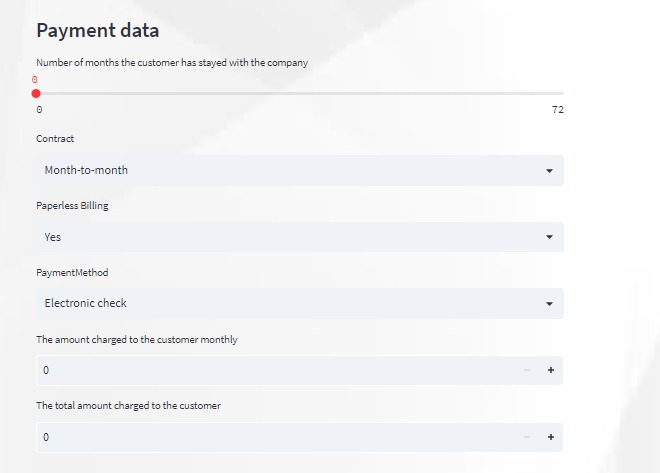 Payment data
Number of months the customer has stayed with the company
0
0 72
Contract
Month-to-month
Paperless Billing
Yes
PaymentMethod
Electronic check
The amount charged to the customer monthly
0 − +
The total amount charged to the customer
0 − +